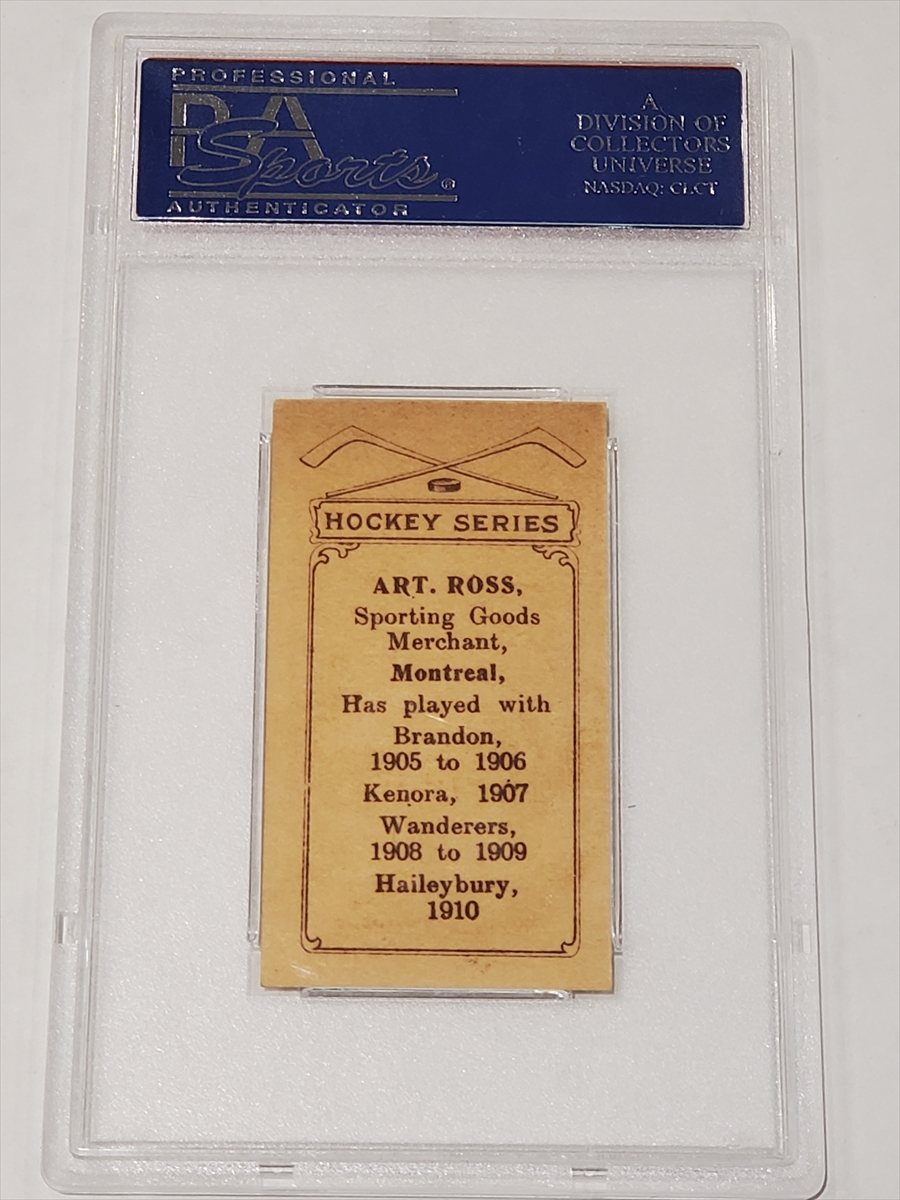 PROFESSIONAL
PSA
Sports®
AUTHENTICATOR
A
DIVISION OF
COLLECTORS
UNIVERSE
NASDAQ: CLCT
HOCKEY SERIES
ART. ROSS,
Sporting Goods
Merchant,
Montreal,
Has played with
Brandon,
1905 to 1906
Kenora, 1907
Wanderers,
1908 to 1909
Haileybury,
1910